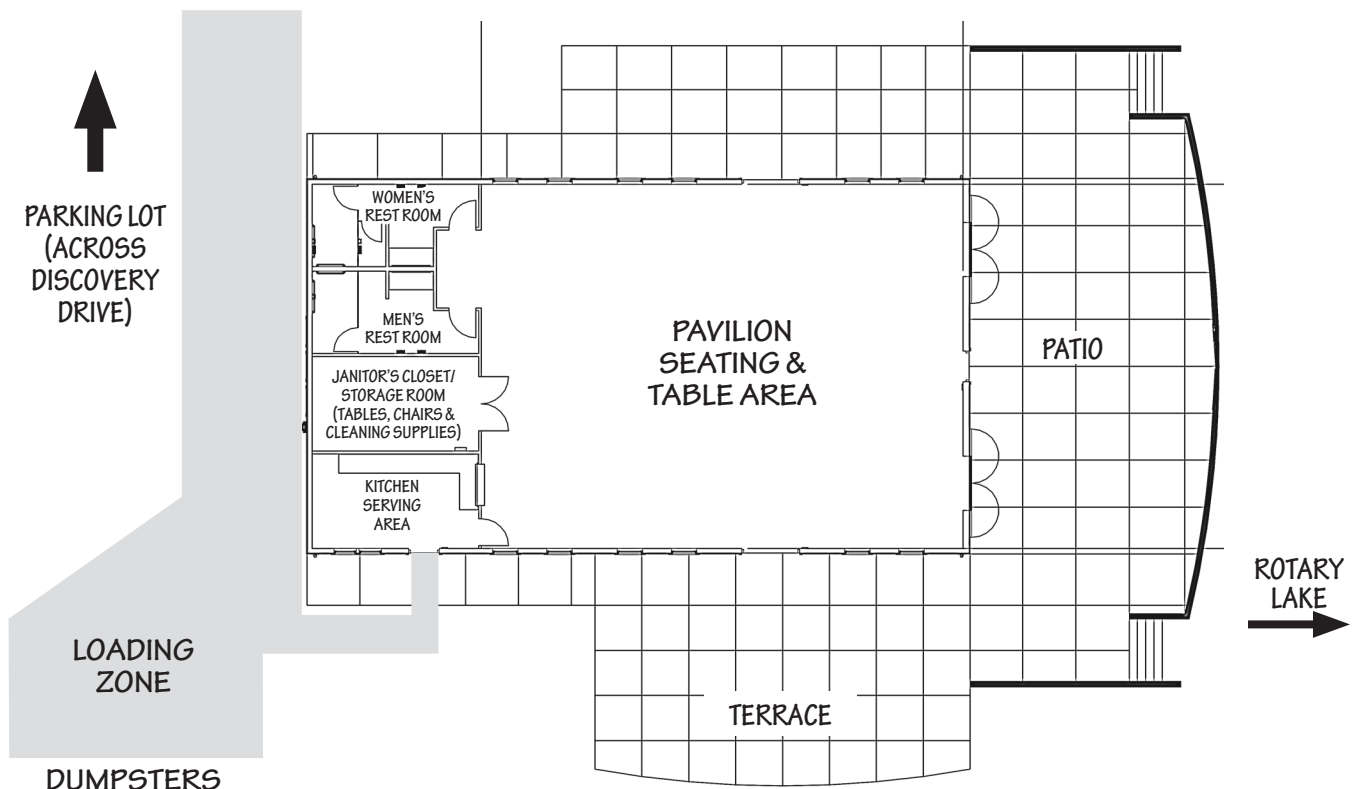 PARKING LOT
(ACROSS
DISCOVERY
DRIVE)
WOMEN'S
REST ROOM
MEN'S
REST ROOM
JANITOR'S CLOSET/
STORAGE ROOM
(TABLES, CHAIRS &
CLEANING SUPPLIES)
KITCHEN
SERVING
AREA
PAVILION
SEATING &
TABLE AREA
PATIO
ROTARY
LAKE
LOADING
ZONE
TERRACE
DUMPSTERS